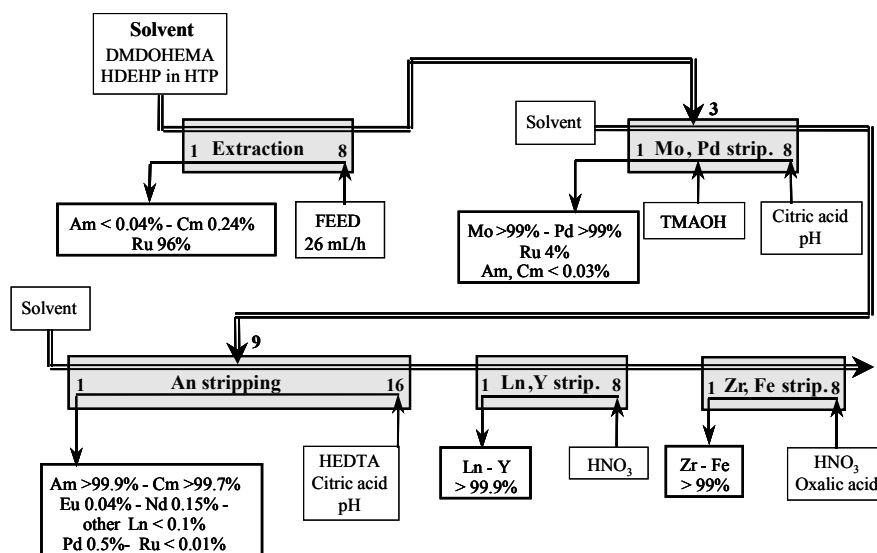 Solvent
DMDOHEMA
HDEHP in HTP
1 Extraction 8
Am < 0.04% - Cm 0.24%
Ru 96%
FEED
26 mL/h
Solvent
3
1 Mo, Pd strip. 8
Mo >99% - Pd >99%
Ru 4%
Am, Cm < 0.03%
TMAOH
Citric acid
pH
Solvent
9
1 An stripping 16
Am >99.9% - Cm >99.7%
Eu 0.04% - Nd 0.15% -
other Ln < 0.1%
Pd 0.5%- Ru < 0.01%
HEDTA
Citric acid
pH
1 Ln,Y strip. 8
Ln - Y
> 99.9%
HNO₃
1 Zr, Fe strip. 8
Zr - Fe
> 99%
HNO₃
Oxalic acid